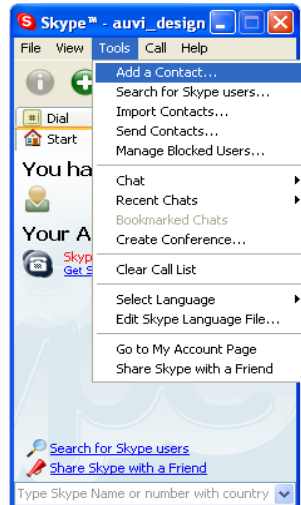 Skype™ - auvi_design
File View Tools Call Help
Add a Contact...
Search for Skype users...
Import Contacts...
Send Contacts...
Manage Blocked Users...
Chat
Recent Chats
Bookmarked Chats
Create Conference...
Clear Call List
Select Language
Edit Skype Language File...
Go to My Account Page
Share Skype with a Friend
Dial
Start
You ha
Your A
Skyp
Get S
Search for Skype users
Share Skype with a Friend
Type Skype Name or number with country